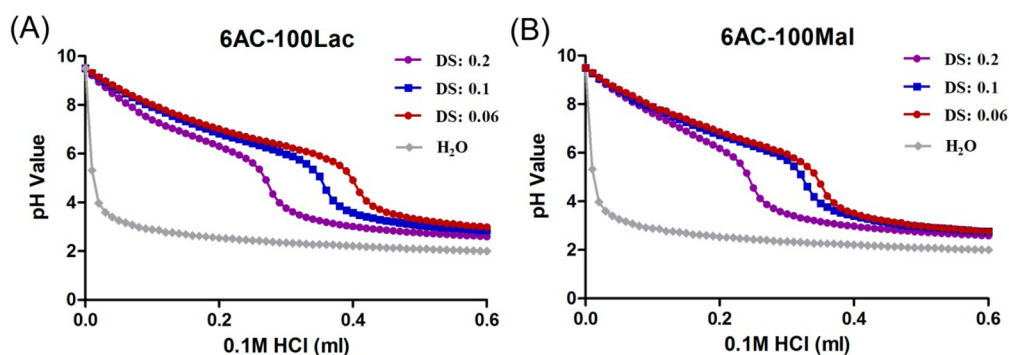 (A)
6AC-100Lac
DS: 0.2
DS: 0.1
DS: 0.06
H₂O
pH Value
10
8
6
4
2
0
0.0 0.2 0.4 0.6
0.1M HCl (ml)
(B)
6AC-100Mal
DS: 0.2
DS: 0.1
DS: 0.06
H₂O
pH Value
10
8
6
4
2
0
0.0 0.2 0.4 0.6
0.1M HCl (ml)